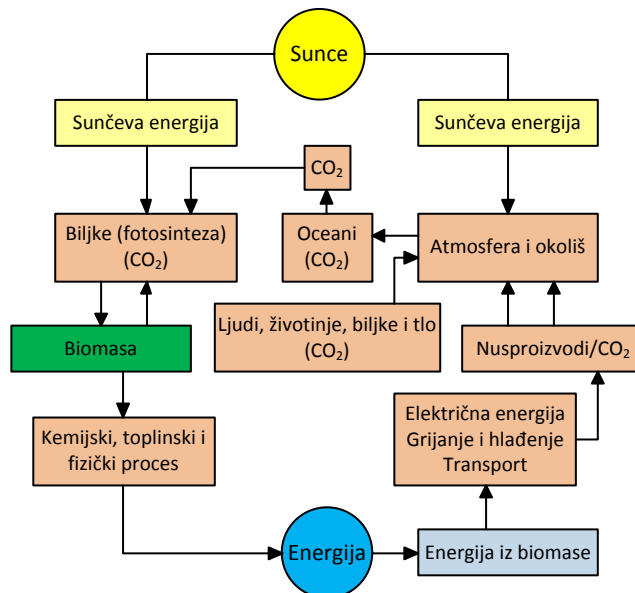 Sunce
Sunčeva energija
Sunčeva energija
CO₂
Biljke (fotosinteza)
(CO₂)
Oceani
(CO₂)
Atmosfera i okoliš
Ljudi, životinje, biljke i tlo
(CO₂)
Biomasa
Nusproizvodi/CO₂
Kemijski, toplinski i
fizički proces
Električna energija
Grijanje i hlađenje
Transport
Energija
Energija iz biomase